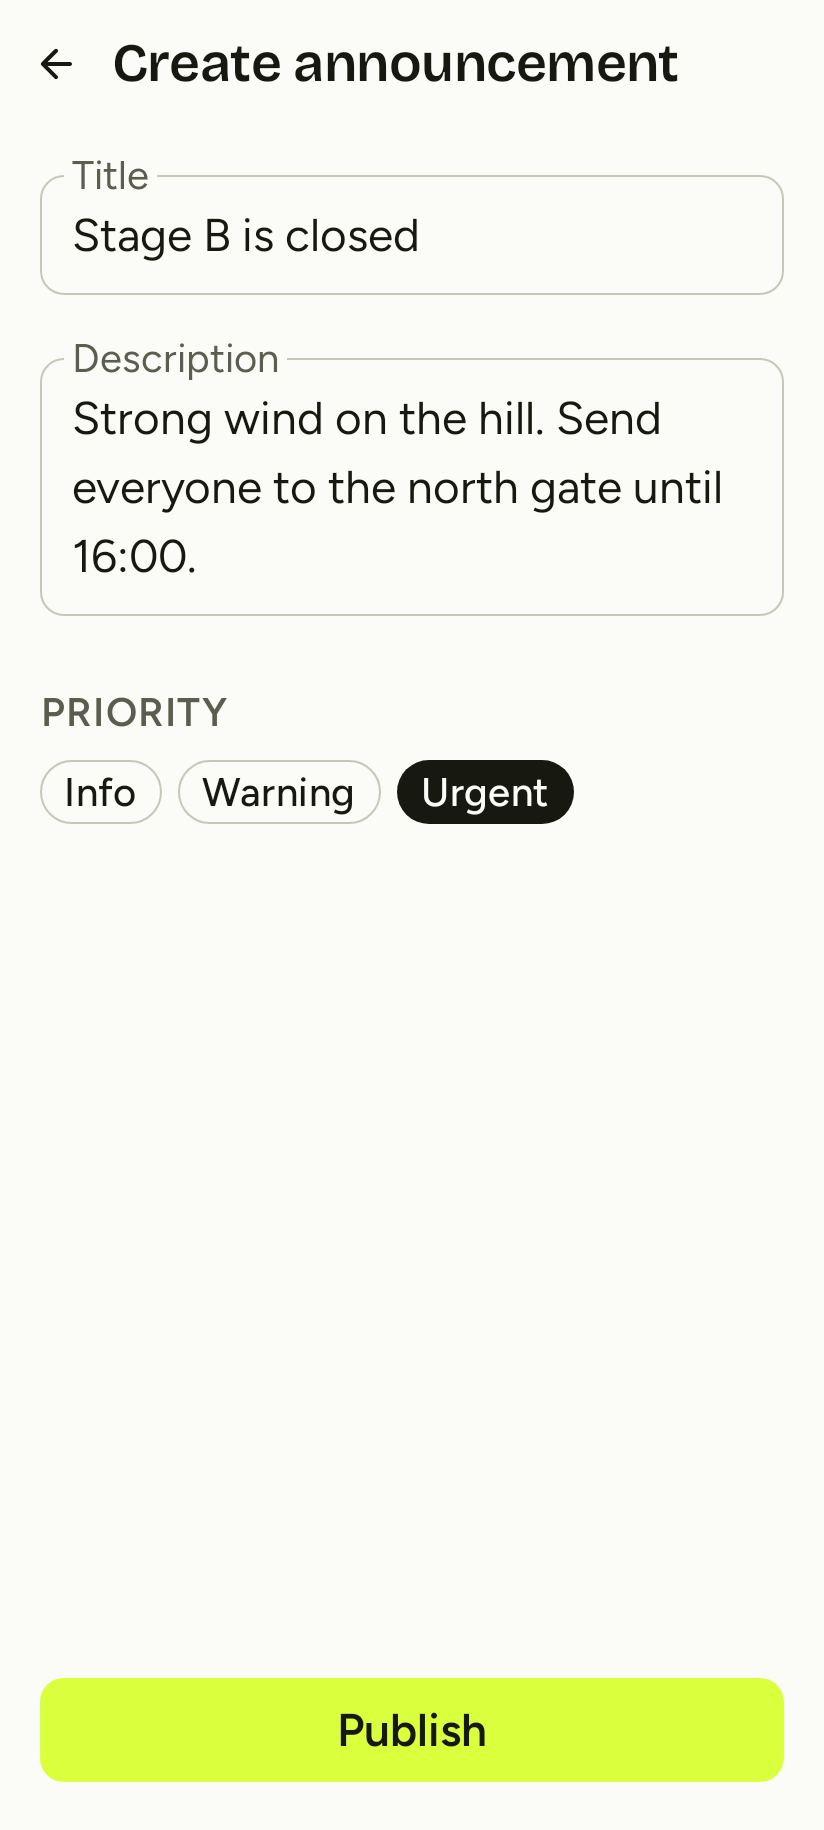 Create announcement
Title
Stage B is closed
Description
Strong wind on the hill. Send
everyone to the north gate until
16:00.
PRIORITY
Info
Warning
Urgent
Publish